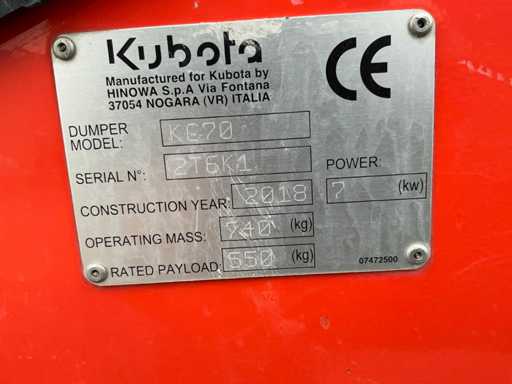 Kubota
Manufactured for Kubota by
HINOWA S.p.A Via Fontana
37054 NOGARA (VR) ITALIA
CE
DUMPER MODEL: KC70
SERIAL N°: 2T6K1
CONSTRUCTION YEAR: 2018
POWER: 7 (kw)
OPERATING MASS: 740 (kg)
RATED PAYLOAD: 550 (kg)
07472500